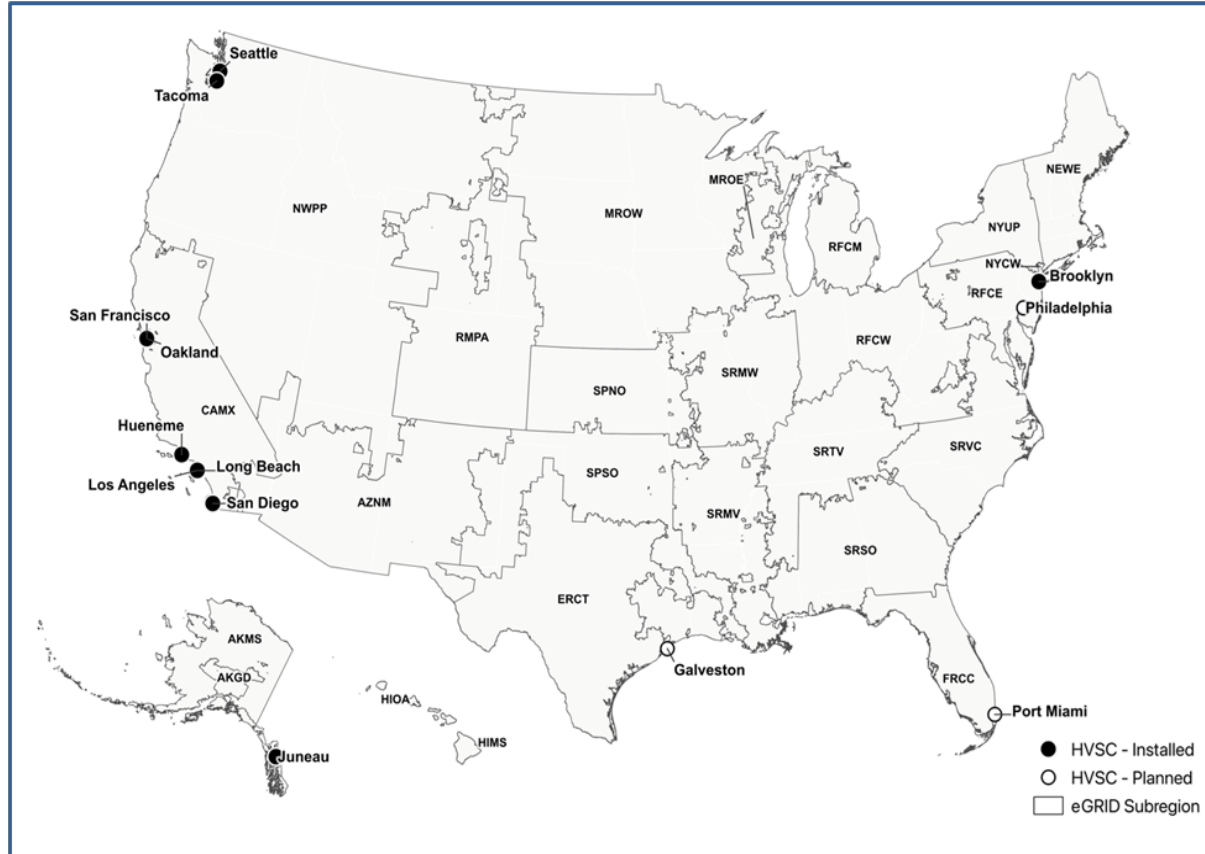 Seattle
Tacoma
NEWE
MROE
NWPP
MROW
NYUP
RFCM
NYCW
Brooklyn
RFCE
Philadelphia
San Francisco
Oakland
RMPA
RFCW
SRMW
SPNO
CAMX
Hueneme
SRTV
SRVC
Long Beach
SPSO
Los Angeles
San Diego
AZNM
SRMV
SRSO
ERCT
AKMS
Galveston
AKGD
FRCC
HIOA
Port Miami
HIMS
Juneau
HVSC - Installed
HVSC - Planned
eGRID Subregion